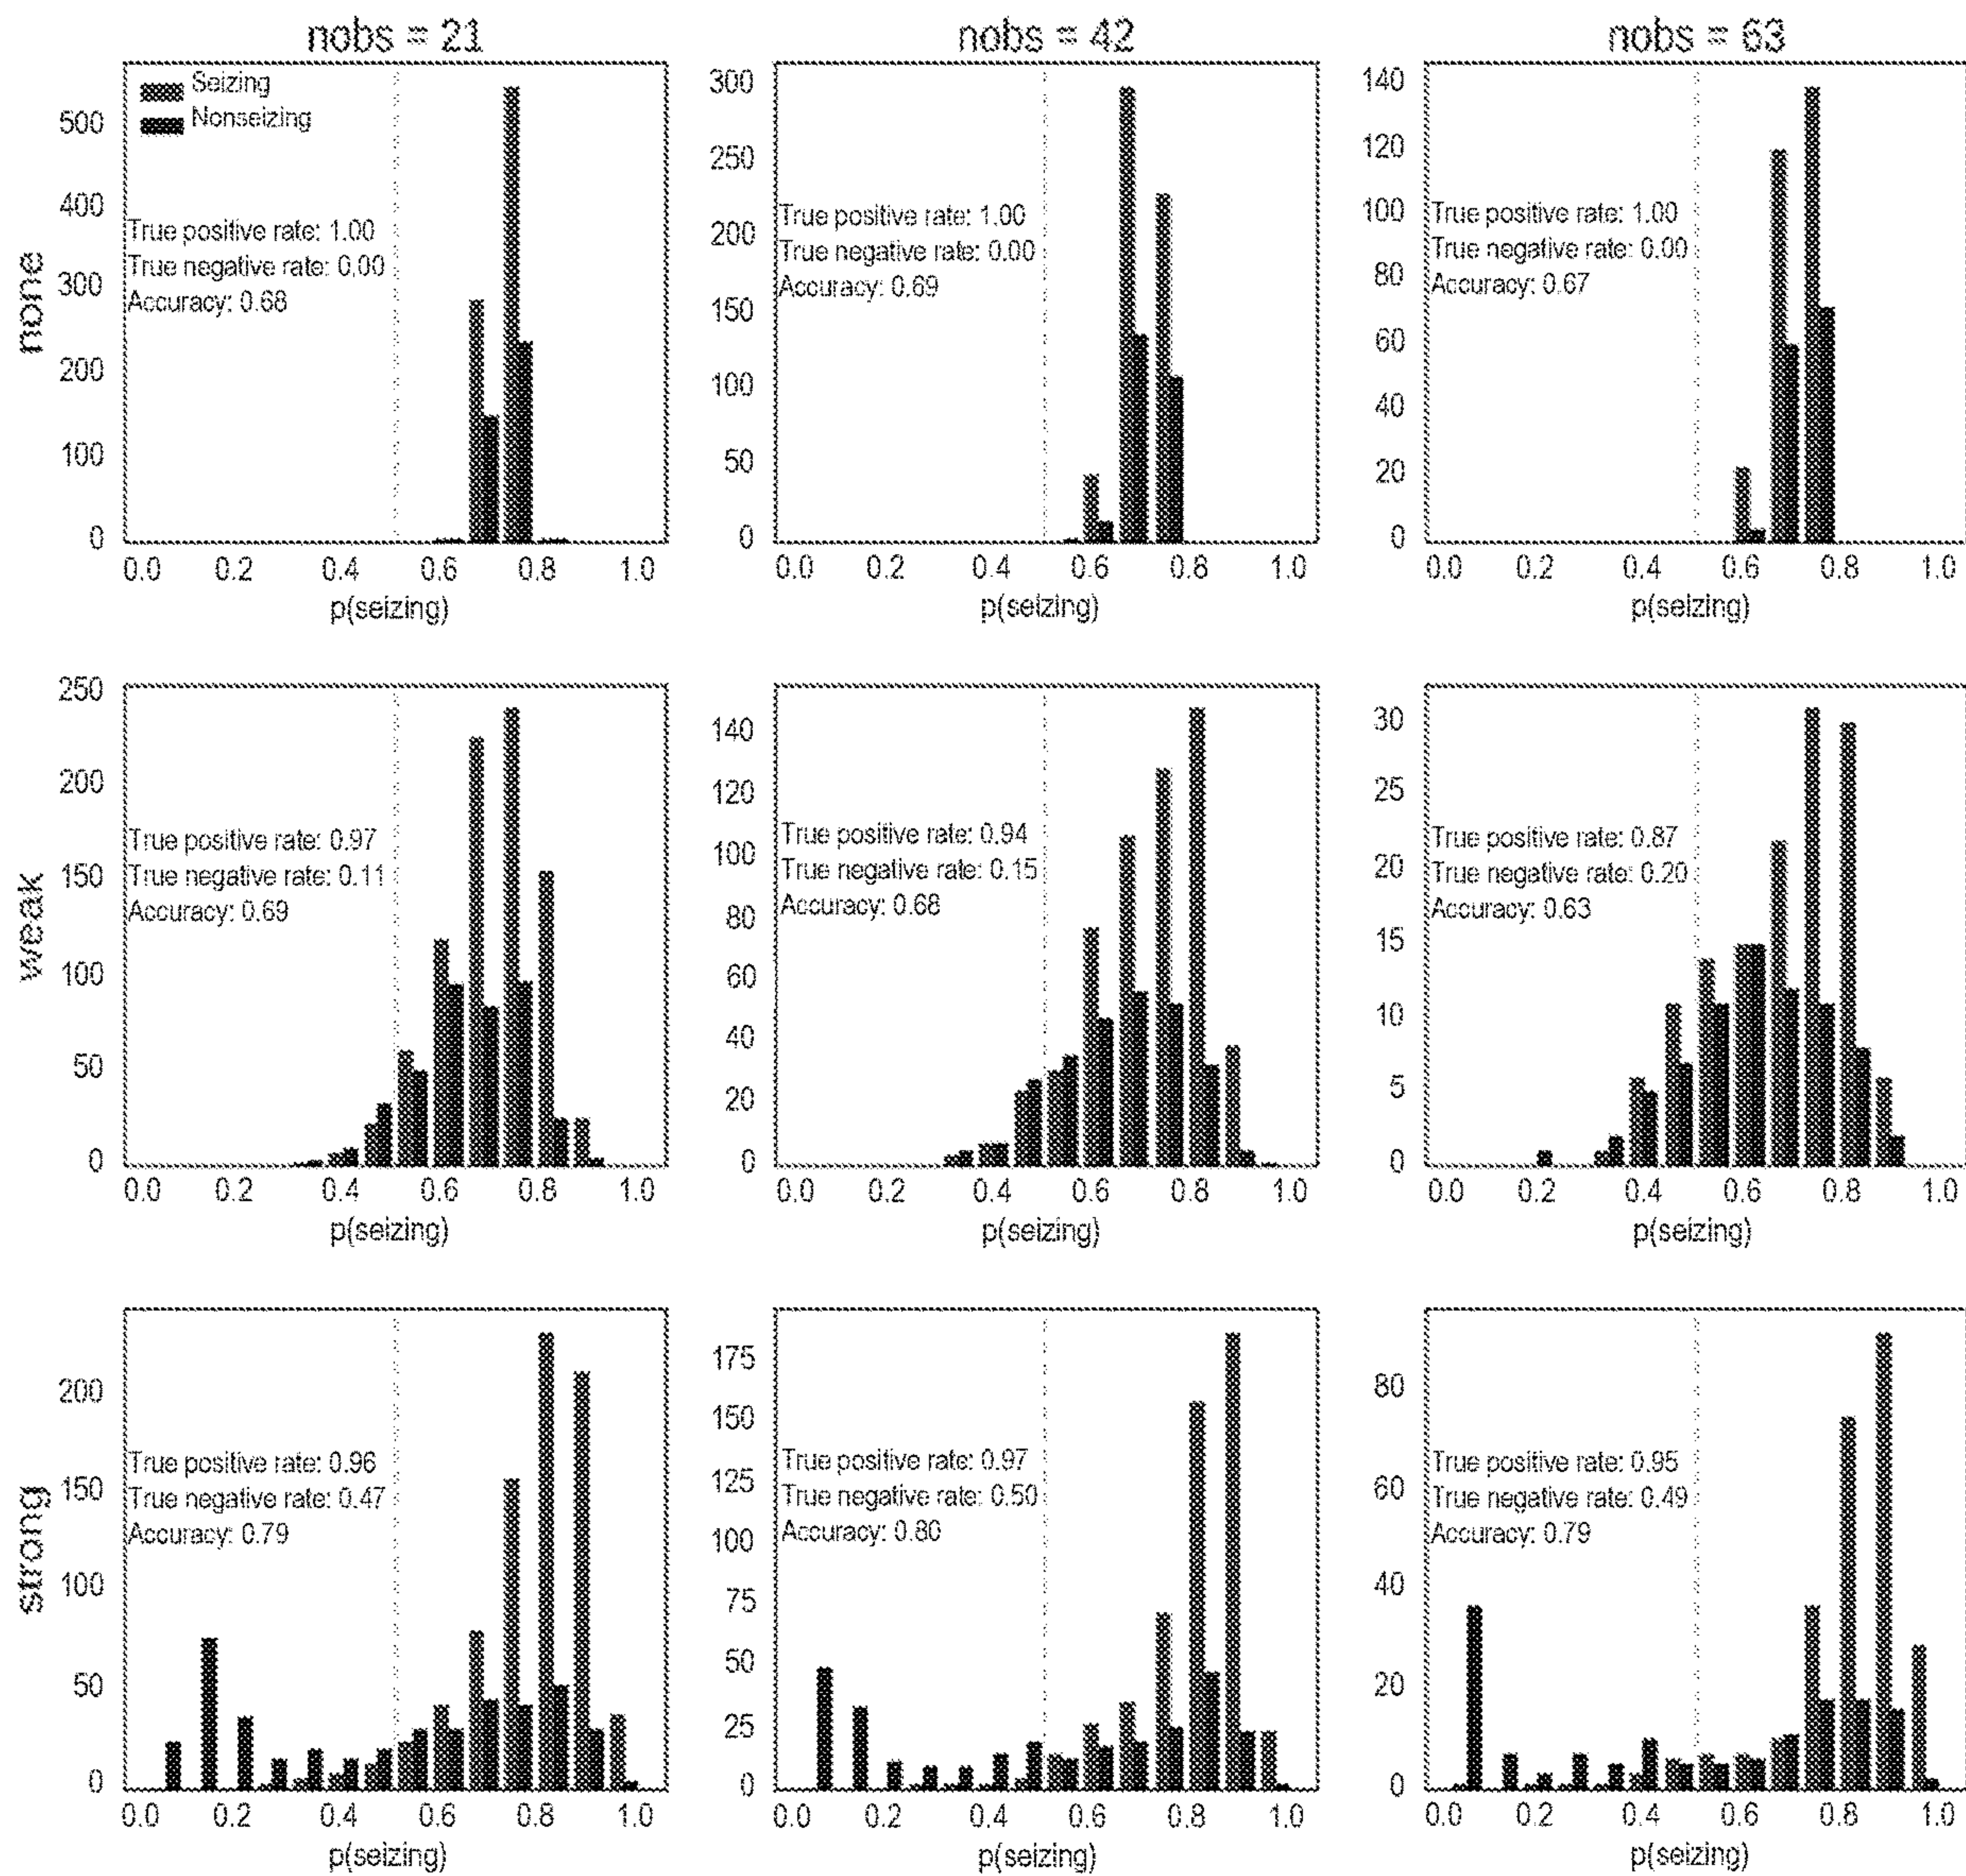 nobs = 21
nobs = 42
nobs = 63
none
Seizing
Nonseizing
500
400
300
200
100
0
True positive rate: 1.00
True negative rate: 0.00
Accuracy: 0.68
0.0 0.2 0.4 0.6 0.8 1.0
p(seizing)
300
250
200
150
100
50
0
True positive rate: 1.00
True negative rate: 0.00
Accuracy: 0.69
0.0 0.2 0.4 0.6 0.8 1.0
p(seizing)
140
120
100
80
60
40
20
0
True positive rate: 1.00
True negative rate: 0.00
Accuracy: 0.67
0.0 0.2 0.4 0.6 0.8 1.0
p(seizing)
weak
250
200
150
100
50
0
True positive rate: 0.97
True negative rate: 0.11
Accuracy: 0.69
0.0 0.2 0.4 0.6 0.8 1.0
p(seizing)
140
120
100
80
60
40
20
0
True positive rate: 0.94
True negative rate: 0.15
Accuracy: 0.68
0.0 0.2 0.4 0.6 0.8 1.0
p(seizing)
30
25
20
15
10
5
0
True positive rate: 0.87
True negative rate: 0.20
Accuracy: 0.63
0.0 0.2 0.4 0.6 0.8 1.0
p(seizing)
strong
200
150
100
50
0
True positive rate: 0.96
True negative rate: 0.47
Accuracy: 0.79
0.0 0.2 0.4 0.6 0.8 1.0
p(seizing)
175
150
125
100
75
50
25
0
True positive rate: 0.97
True negative rate: 0.50
Accuracy: 0.80
0.0 0.2 0.4 0.6 0.8 1.0
p(seizing)
80
60
40
20
0
True positive rate: 0.95
True negative rate: 0.49
Accuracy: 0.79
0.0 0.2 0.4 0.6 0.8 1.0
p(seizing)